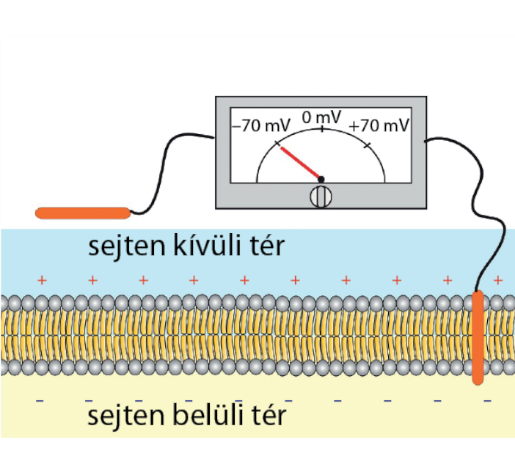 −70 mV 0 mV +70 mV
sejten kívüli tér
+ + + + + + + + + +
− − − − − − − − − −
sejten belüli tér